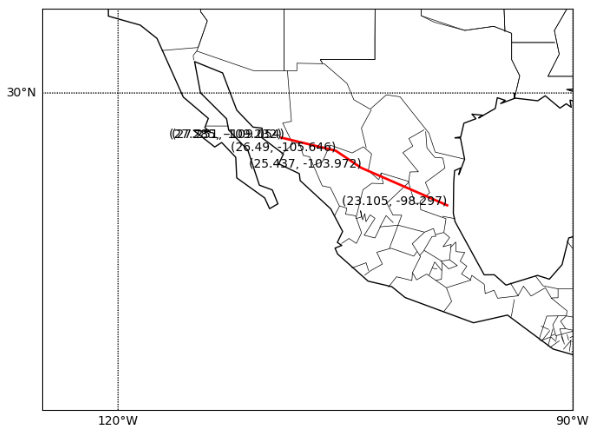 30°N
(26.49, -105.646)
(25.437, -103.972)
(23.105, -98.297)
120°W
90°W